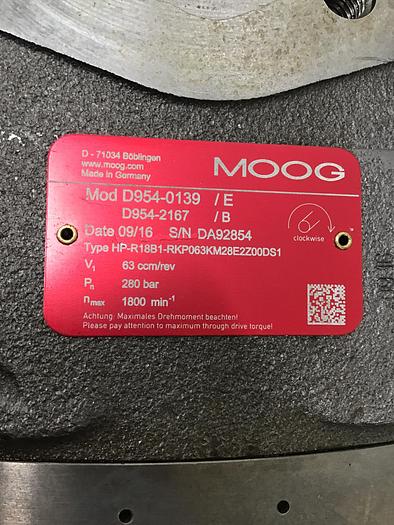 D - 71034 Böblingen
www.moog.com
Made in Germany
MOOG
Mod D954-0139 / E
D954-2167 / B
Date 09/16 S/N DA92854
clockwise
Type HP-R18B1-RKP063KM28E2Z00DS1
V₁ 63 ccm/rev
Pₙ 280 bar
nₘₐₓ 1800 min⁻¹
Achtung: Maximales Drehmoment beachten!
Please pay attention to maximum through drive torque!